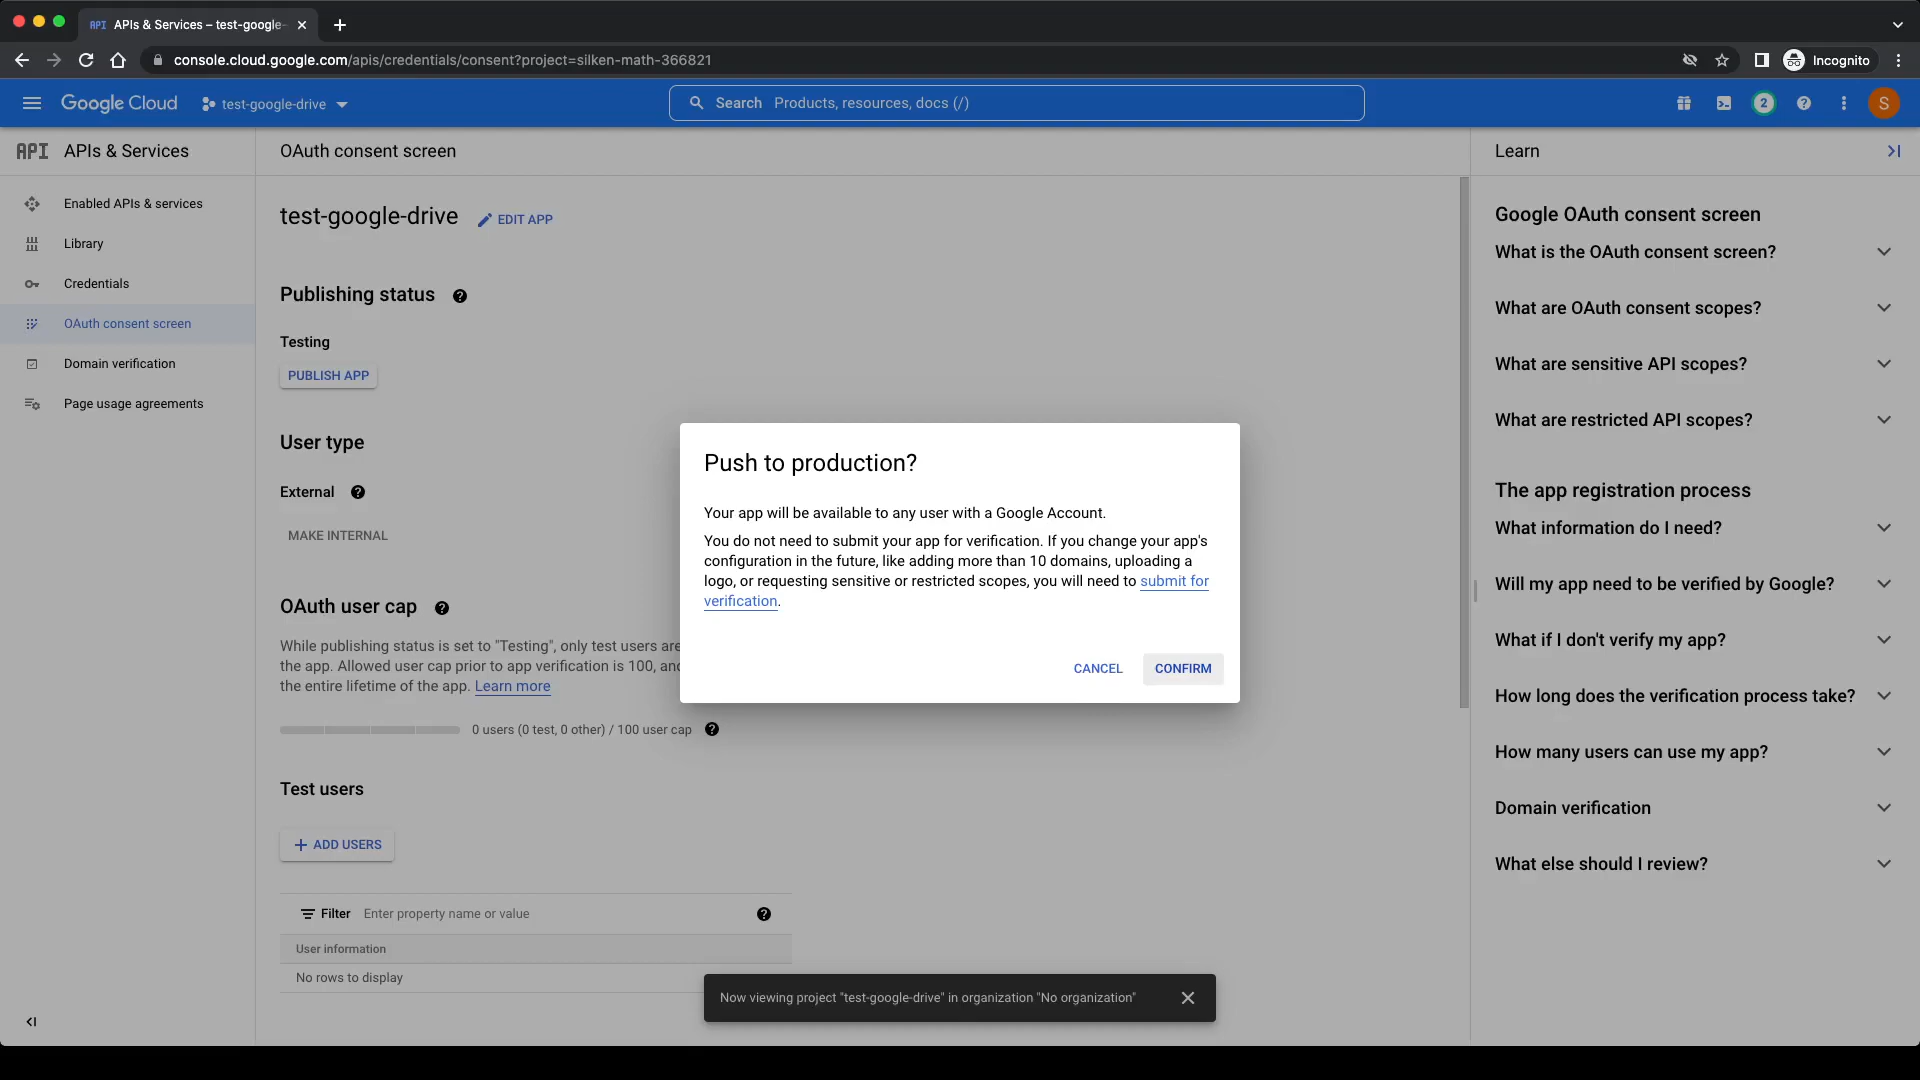 API APIs & Services – test-google-
console.cloud.google.com/apis/credentials/consent?project=silken-math-366821
Incognito
Google Cloud
test-google-drive
Search Products, resources, docs (/)
2
S
API APIs & Services
Enabled APIs & services
Library
Credentials
OAuth consent screen
Domain verification
Page usage agreements
OAuth consent screen
test-google-drive
EDIT APP
Publishing status
Testing
PUBLISH APP
User type
External
MAKE INTERNAL
OAuth user cap
While publishing status is set to "Testing", only test users are
the app. Allowed user cap prior to app verification is 100, and
the entire lifetime of the app. Learn more
0 users (0 test, 0 other) / 100 user cap
Test users
ADD USERS
Filter Enter property name or value
User information
No rows to display
Push to production?
Your app will be available to any user with a Google Account.
You do not need to submit your app for verification. If you change your app's
configuration in the future, like adding more than 10 domains, uploading a
logo, or requesting sensitive or restricted scopes, you will need to submit for
verification.
CANCEL
CONFIRM
Now viewing project "test-google-drive" in organization "No organization"
Learn
Google OAuth consent screen
What is the OAuth consent screen?
What are OAuth consent scopes?
What are sensitive API scopes?
What are restricted API scopes?
The app registration process
What information do I need?
Will my app need to be verified by Google?
What if I don't verify my app?
How long does the verification process take?
How many users can use my app?
Domain verification
What else should I review?